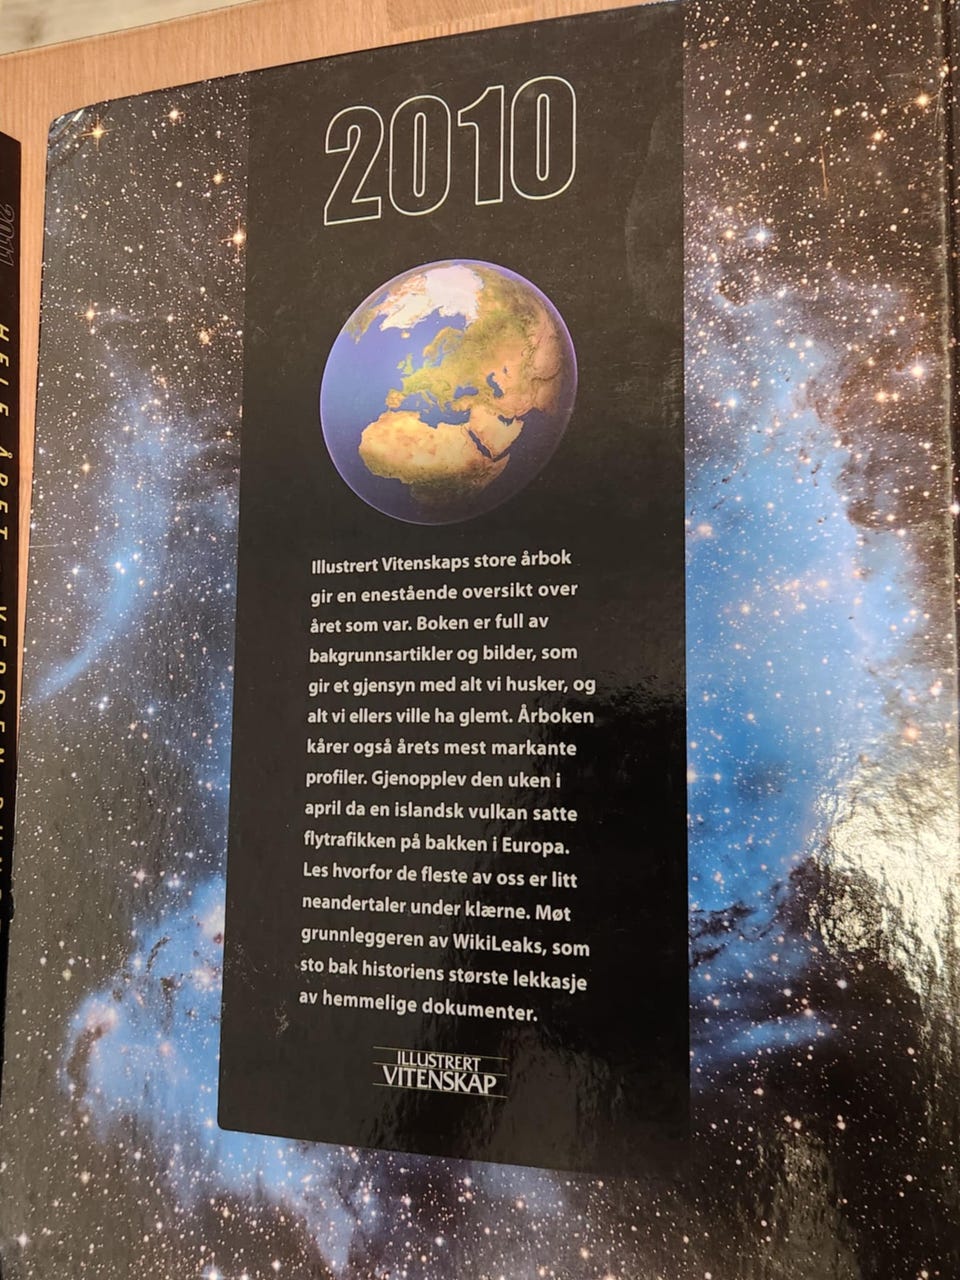 2010
Illustrert Vitenskaps store årbok
gir en enestående oversikt over
året som var. Boken er full av
bakgrunnsartikler og bilder, som
gir et gjensyn med alt vi husker, og
alt vi ellers ville ha glemt. Årboken
kårer også årets mest markante
profiler. Gjenopplev den uken i
april da en islandsk vulkan satte
flytrafikken på bakken i Europa.
Les hvorfor de fleste av oss er litt
neandertaler under klærne. Møt
grunnleggeren av WikiLeaks, som
sto bak historiens største lekkasje
av hemmelige dokumenter.
ILLUSTRERT
VITENSKAP
2011
HELE ÅRET
VERDEN